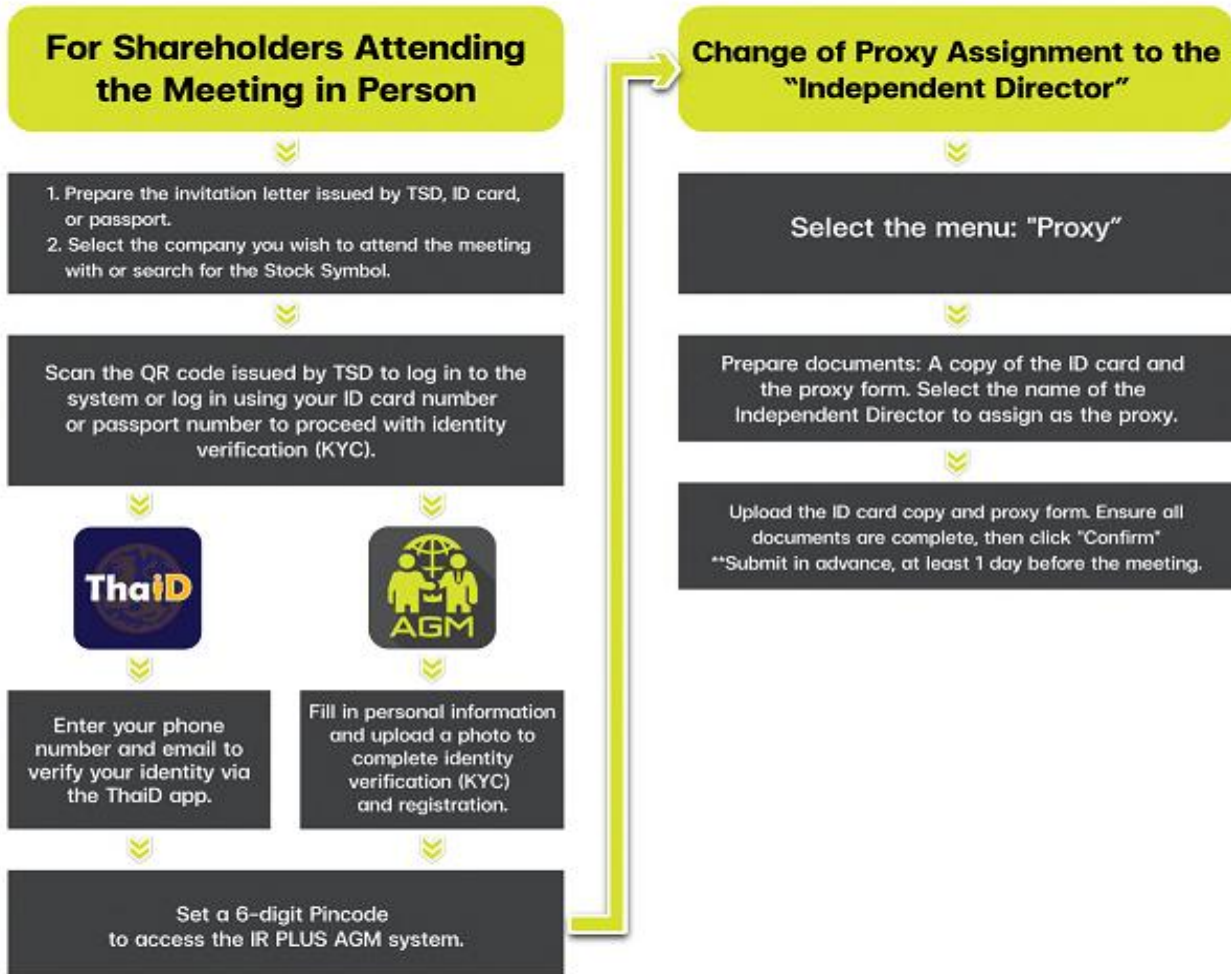 For Shareholders Attending
the Meeting in Person
1. Prepare the invitation letter issued by TSD, ID card,
or passport.
2. Select the company you wish to attend the meeting
with or search for the Stock Symbol.
Scan the QR code issued by TSD to log in to the
system or log in using your ID card number
or passport number to proceed with identity
verification (KYC).
ThaiD
Enter your phone
number and email to
verify your identity via
the ThaiD app.
AGM
Fill in personal information
and upload a photo to
complete identity
verification (KYC)
and registration.
Set a 6-digit Pincode
to access the IR PLUS AGM system.
Change of Proxy Assignment to the
"Independent Director"
Select the menu: "Proxy"
Prepare documents: A copy of the ID card and
the proxy form. Select the name of the
Independent Director to assign as the proxy.
Upload the ID card copy and proxy form. Ensure all
documents are complete, then click "Confirm"
**Submit in advance, at least 1 day before the meeting.